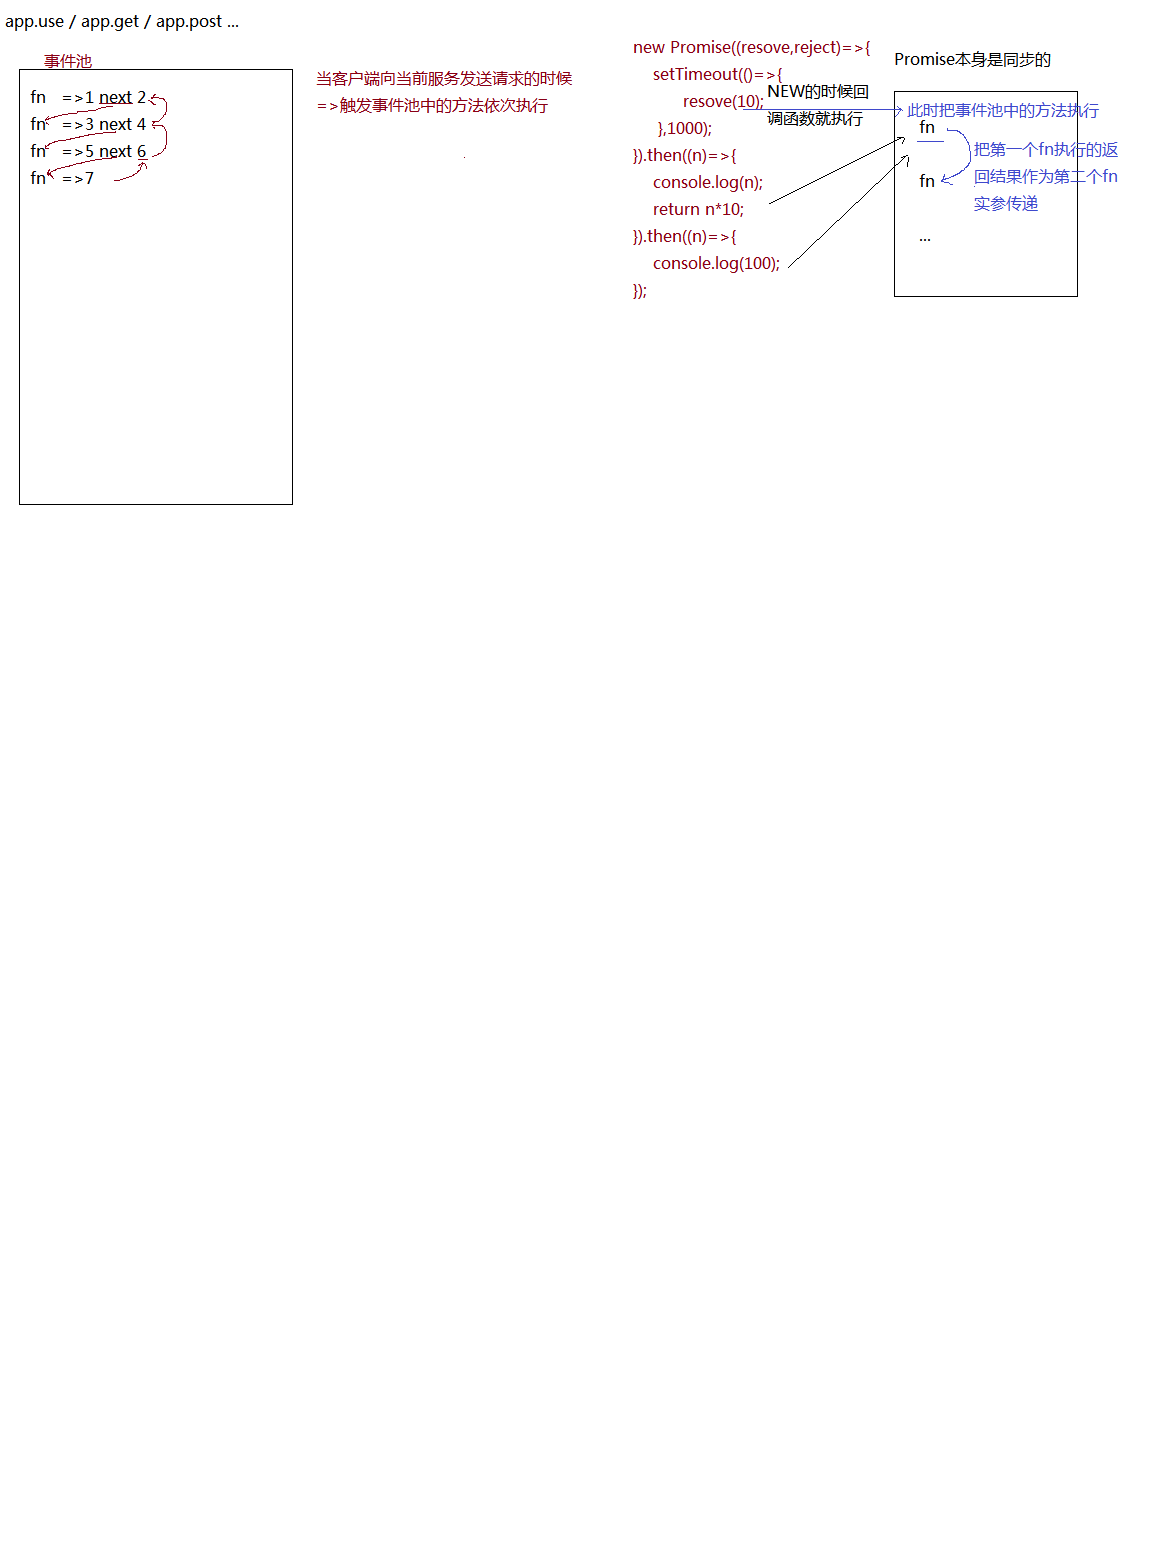 app.use / app.get / app.post ...
事件池
fn =>1 next 2
fn =>3 next 4
fn =>5 next 6
fn =>7
当客户端向当前服务发送请求的时候
=>触发事件池中的方法依次执行
new Promise((resove,reject)=>{
setTimeout(()=>{
resove(10);
},1000);
}).then((n)=>{
console.log(n);
return n*10;
}).then((n)=>{
console.log(100);
});
NEW的时候回
调函数就执行
Promise本身是同步的
此时把事件池中的方法执行
fn
fn
...
把第一个fn执行的返
回结果作为第二个fn
实参传递